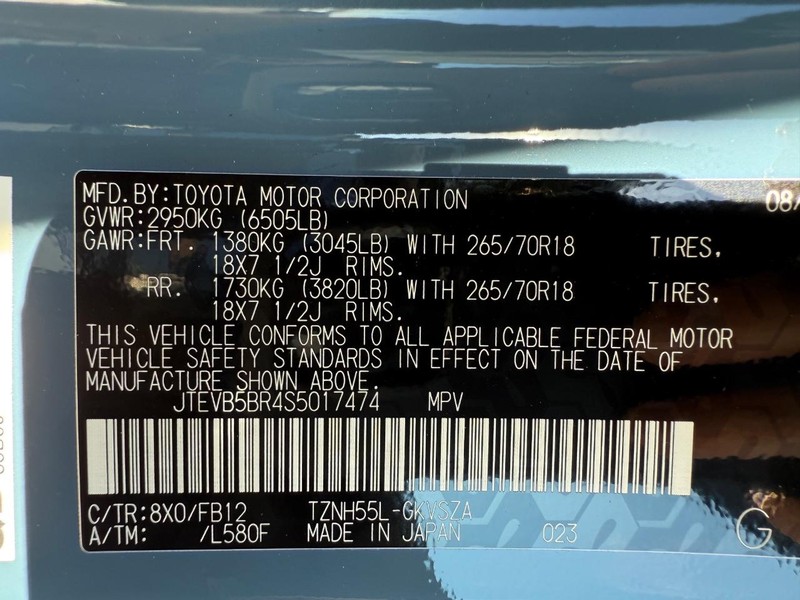 MFD. BY: TOYOTA MOTOR CORPORATION 08/
GVWR: 2950KG (6505LB)
GAWR: FRT. 1380KG (3045LB) WITH 265/70R18 TIRES,
18X7 1/2J RIMS.
RR. 1730KG (3820LB) WITH 265/70R18 TIRES,
18X7 1/2J RIMS.
THIS VEHICLE CONFORMS TO ALL APPLICABLE FEDERAL MOTOR
VEHICLE SAFETY STANDARDS IN EFFECT ON THE DATE OF
MANUFACTURE SHOWN ABOVE.
JTEVB5BR4S5017474 MPV
C/TR: 8X0/FB12 TZNH55L-GKVSZA
A/TM: /L580F MADE IN JAPAN 023 G